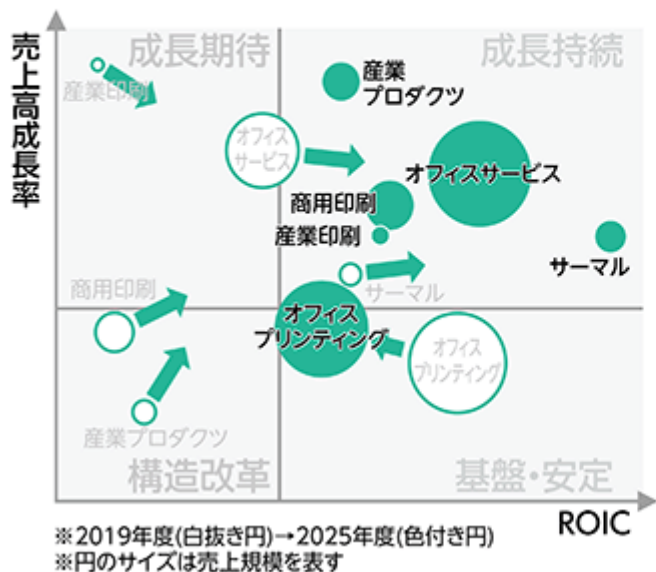 売上高成長率
成長期待
成長持続
産業印刷
産業
プロダクツ
オフィス
サービス
オフィスサービス
商用印刷
産業印刷
サーマル
サーマル
商用印刷
オフィス
プリンティング
オフィス
プリンティング
産業プロダクツ
構造改革
基盤・安定
ROIC
※2019年度(白抜き円)→2025年度(色付き円)
※円のサイズは売上規模を表す